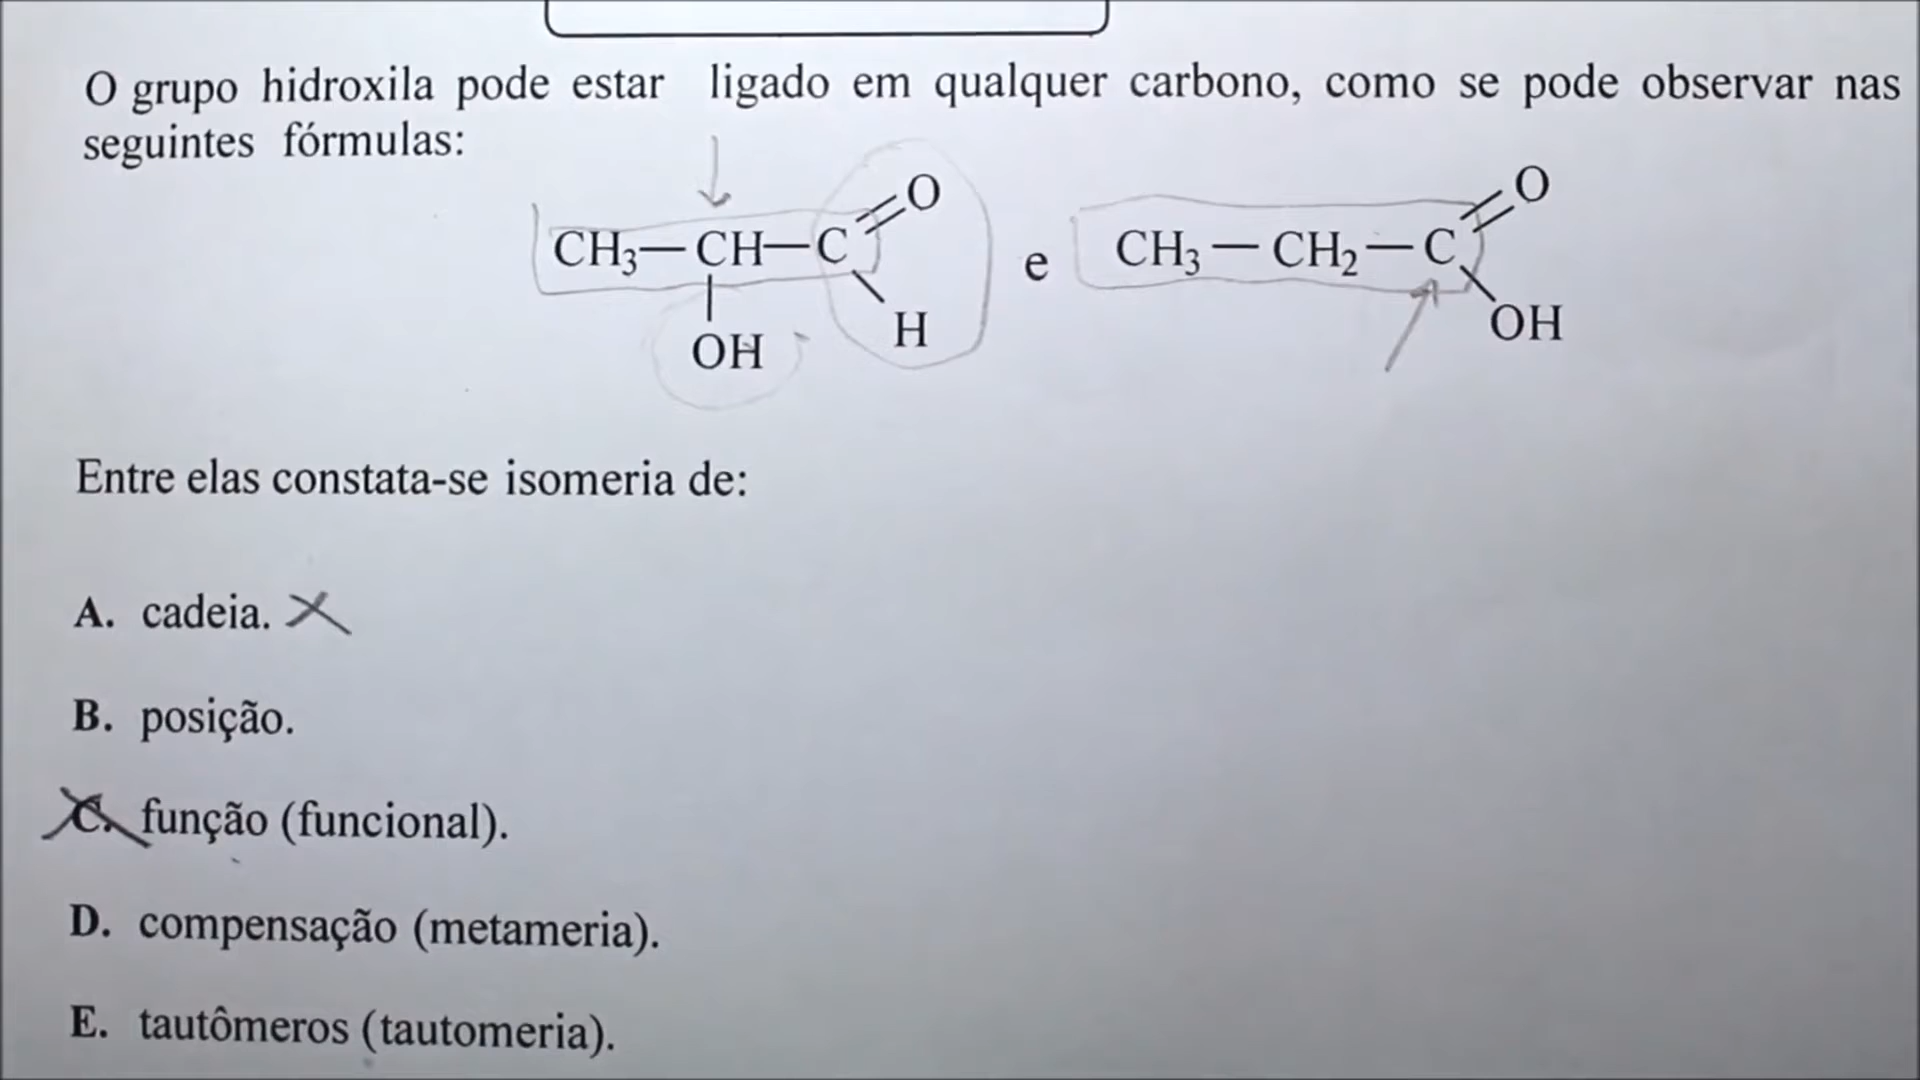 O grupo hidroxila pode estar ligado em qualquer carbono, como se pode observar nas
seguintes fórmulas:
CH₃—CH—C=O
OH
H
e
CH₃—CH₂—C=O
OH
Entre elas constata-se isomeria de:
A. cadeia.
B. posição.
C. função (funcional).
D. compensação (metameria).
E. tautômeros (tautomeria).